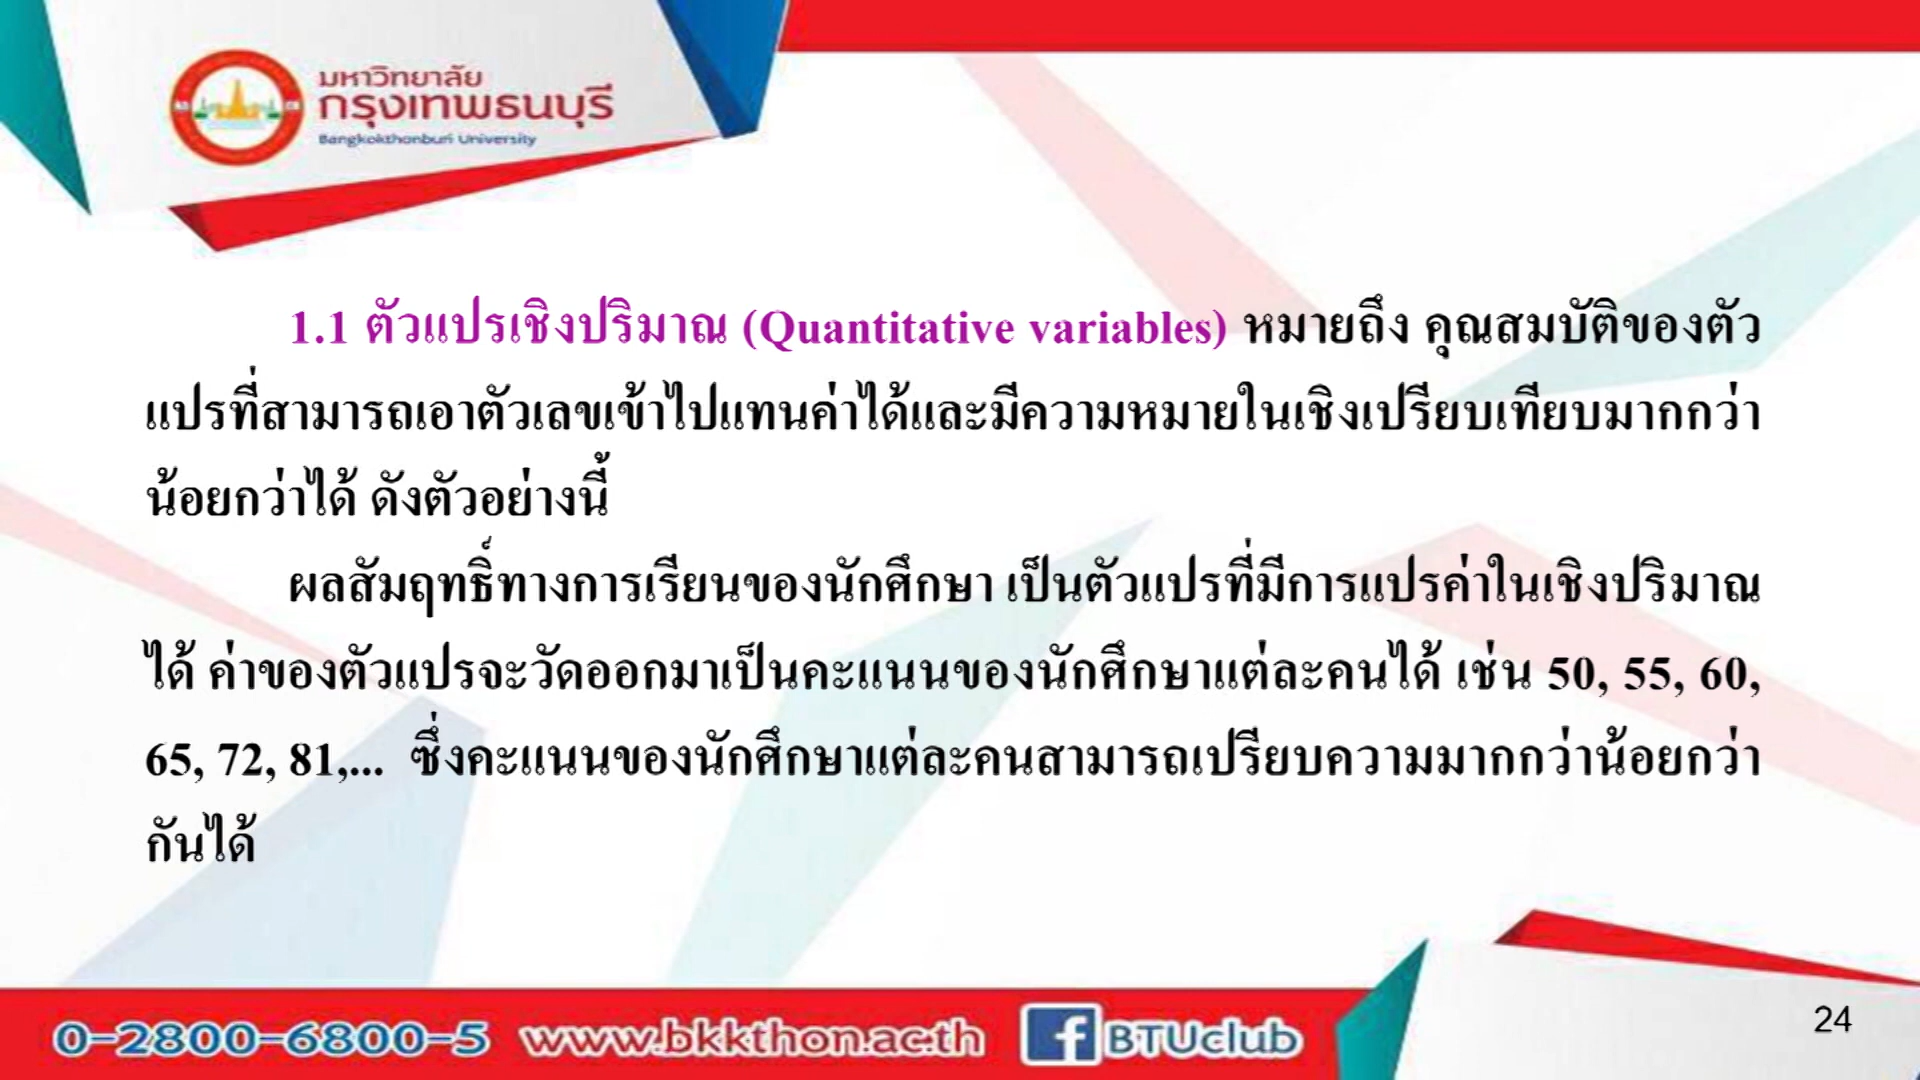 มหาวิทยาลัย
กรุงเทพธนบุรี
Bangkokthonburi University
1.1 ตัวแปรเชิงปริมาณ (Quantitative variables) หมายถึง คุณสมบัติของตัว
แปรที่สามารถเอาตัวเลขเข้าไปแทนค่าได้และมีความหมายในเชิงเปรียบเทียบมากกว่า
น้อยกว่าได้ ดังตัวอย่างนี้
ผลสัมฤทธิ์ทางการเรียนของนักศึกษา เป็นตัวแปรที่มีการแปรค่าในเชิงปริมาณ
ได้ ค่าของตัวแปรจะวัดออกมาเป็นคะแนนของนักศึกษาแต่ละคนได้ เช่น 50, 55, 60,
65, 72, 81,... ซึ่งคะแนนของนักศึกษาแต่ละคนสามารถเปรียบความมากกว่าน้อยกว่า
กันได้
0-2800-6800-5 www.bkkthon.ac.th f BTUclub
24